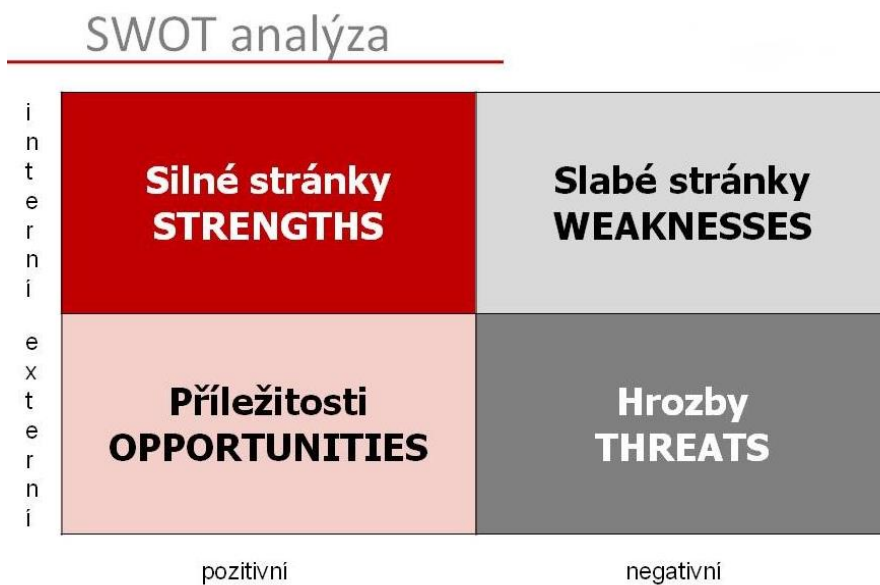 SWOT analýza
interní
Silné stránky
STRENGTHS
Slabé stránky
WEAKNESSES
externí
Příležitosti
OPPORTUNITIES
Hrozby
THREATS
pozitivní
negativní